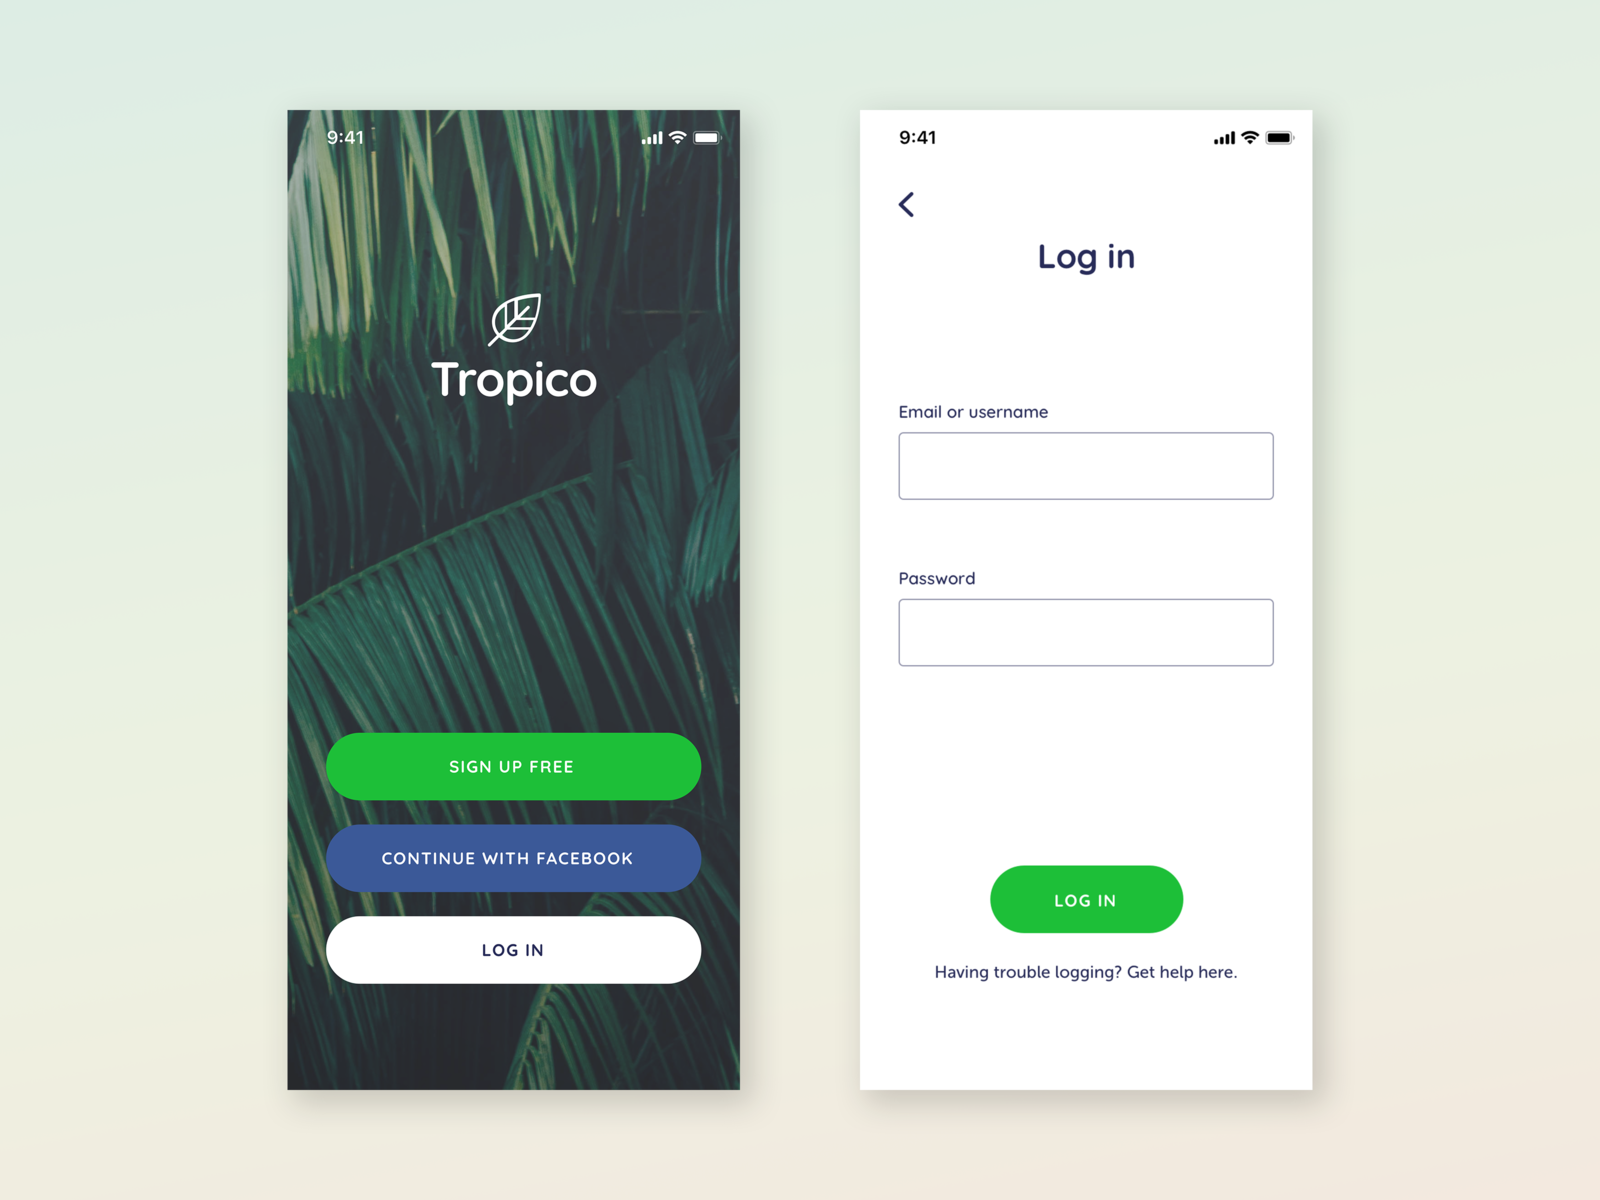 9:41
Tropico
SIGN UP FREE
CONTINUE WITH FACEBOOK
LOG IN
9:41
Log in
Email or username
Password
LOG IN
Having trouble logging? Get help here.